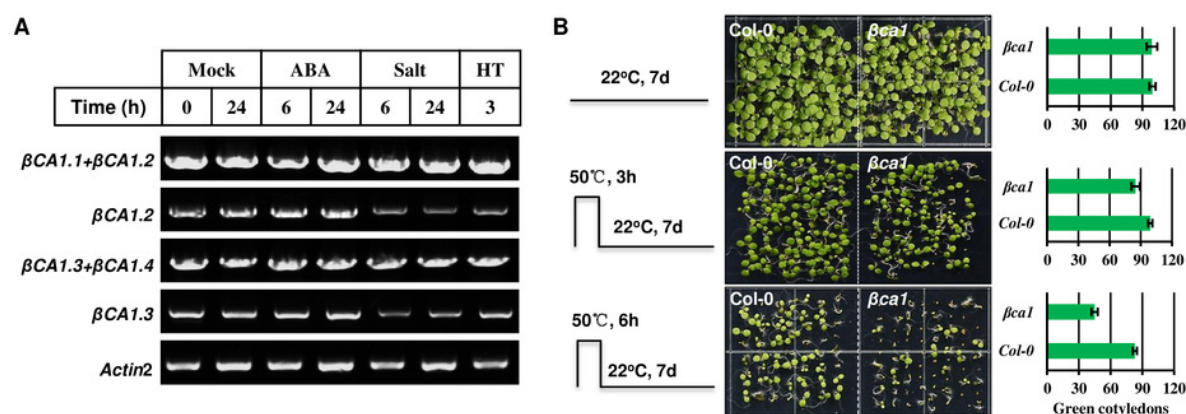 A
Mock ABA Salt HT
Time (h) 0 24 6 24 6 24 3
βCA1.1+βCA1.2
βCA1.2
βCA1.3+βCA1.4
βCA1.3
Actin2
B
22°C, 7d
Col-0 βca1
βca1
Col-0
0 30 60 90 120
50℃, 3h
22°C, 7d
Col-0 βca1
βca1
Col-0
0 30 60 90 120
50℃, 6h
22°C, 7d
Col-0 βca1
βca1
Col-0
0 30 60 90 120
Green cotyledons